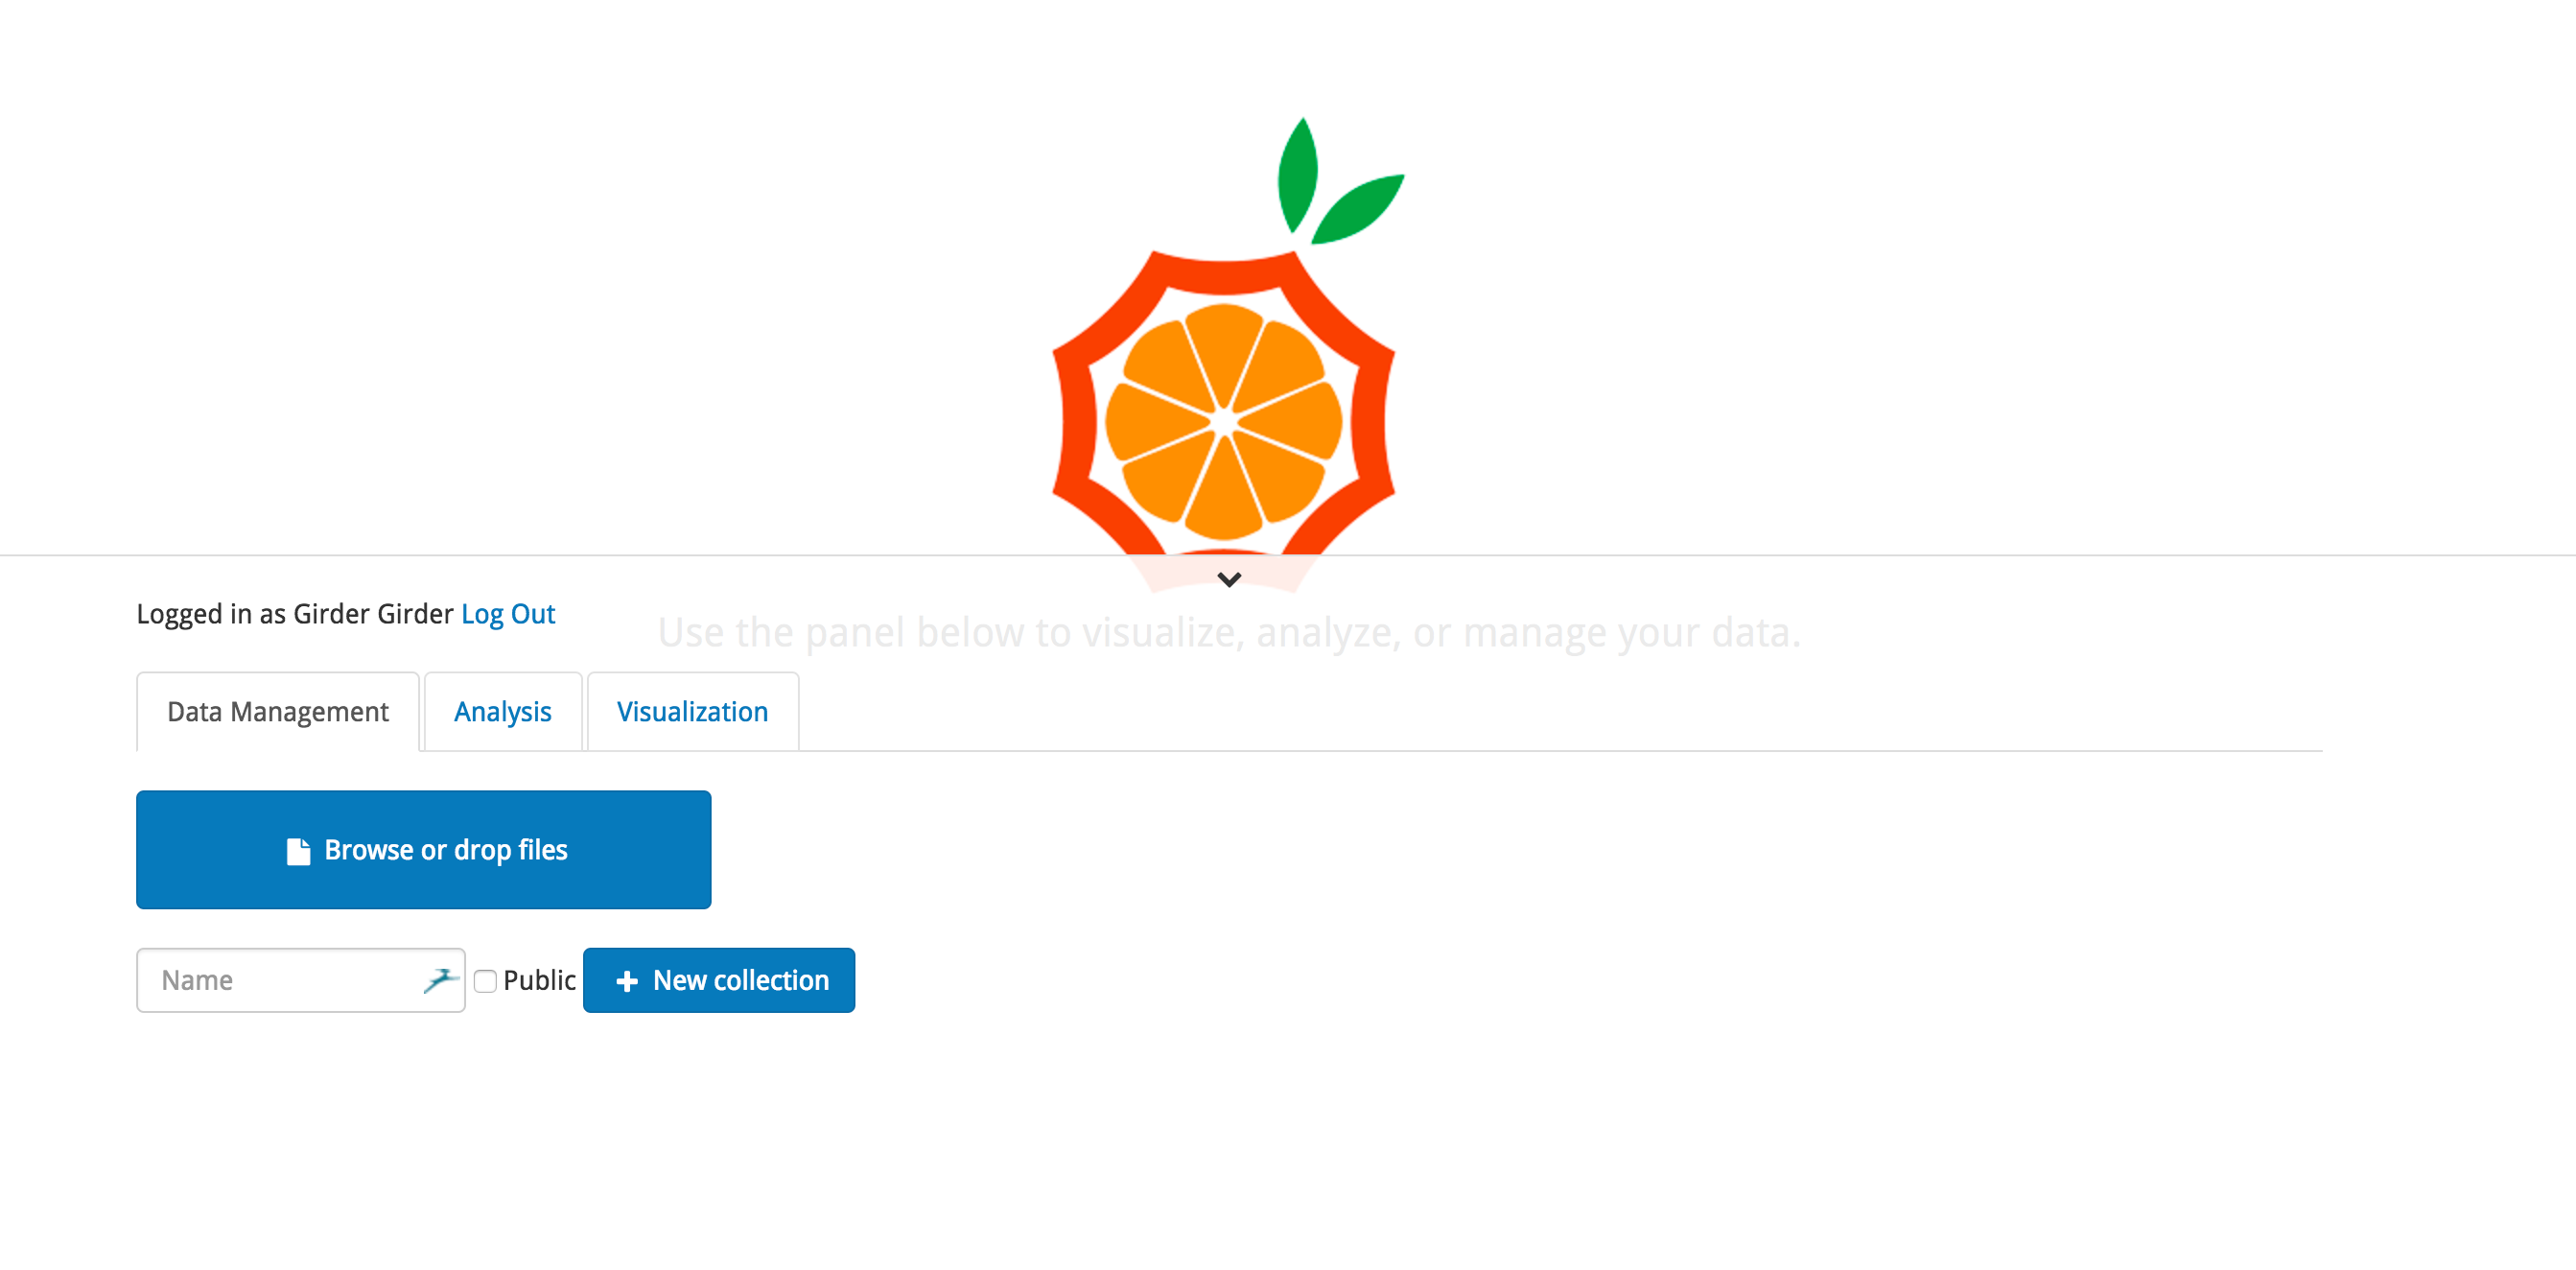 Logged in as Girder Girder Log Out
Use the panel below to visualize, analyze, or manage your data.
Data Management Analysis Visualization
Browse or drop files
Name Public New collection